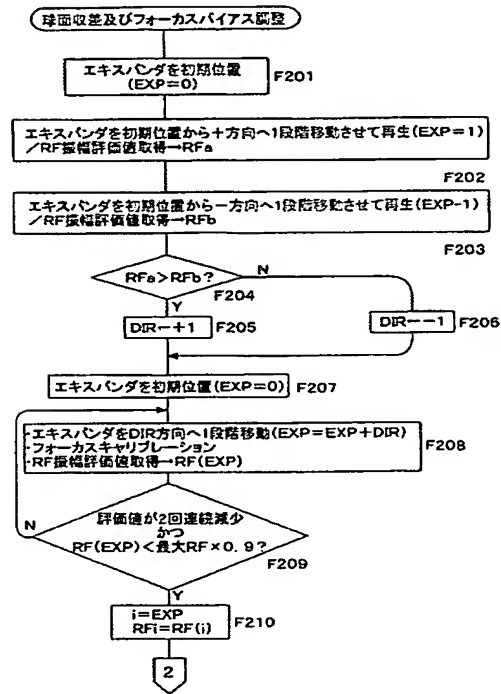 球面収差及びフォーカスバイアス調整
エキスパンダを初期位置
(EXP=0)
F201
エキスパンダを初期位置から+方向へ1段階移動させて再生(EXP=1)
/RF振幅評価値取得→RFa
F202
エキスパンダを初期位置から一方向へ1段階移動させて再生(EXP-1)
/RF振幅評価値取得→RFb
F203
RFa>RFb?
N
F204
Y
DIR←+1
F205
DIR←-1
F206
エキスパンダを初期位置(EXP=0)
F207
・エキスパンダをDIR方向へ1段階移動(EXP=EXP+DIR)
・フォーカスキャリブレーション
・RF振幅評価値取得→RF(EXP)
F208
N
評価値が2回連続減少
かつ
RF(EXP)<最大RF×0.9?
F209
Y
i=EXP
RFi=RF(i)
F210
2